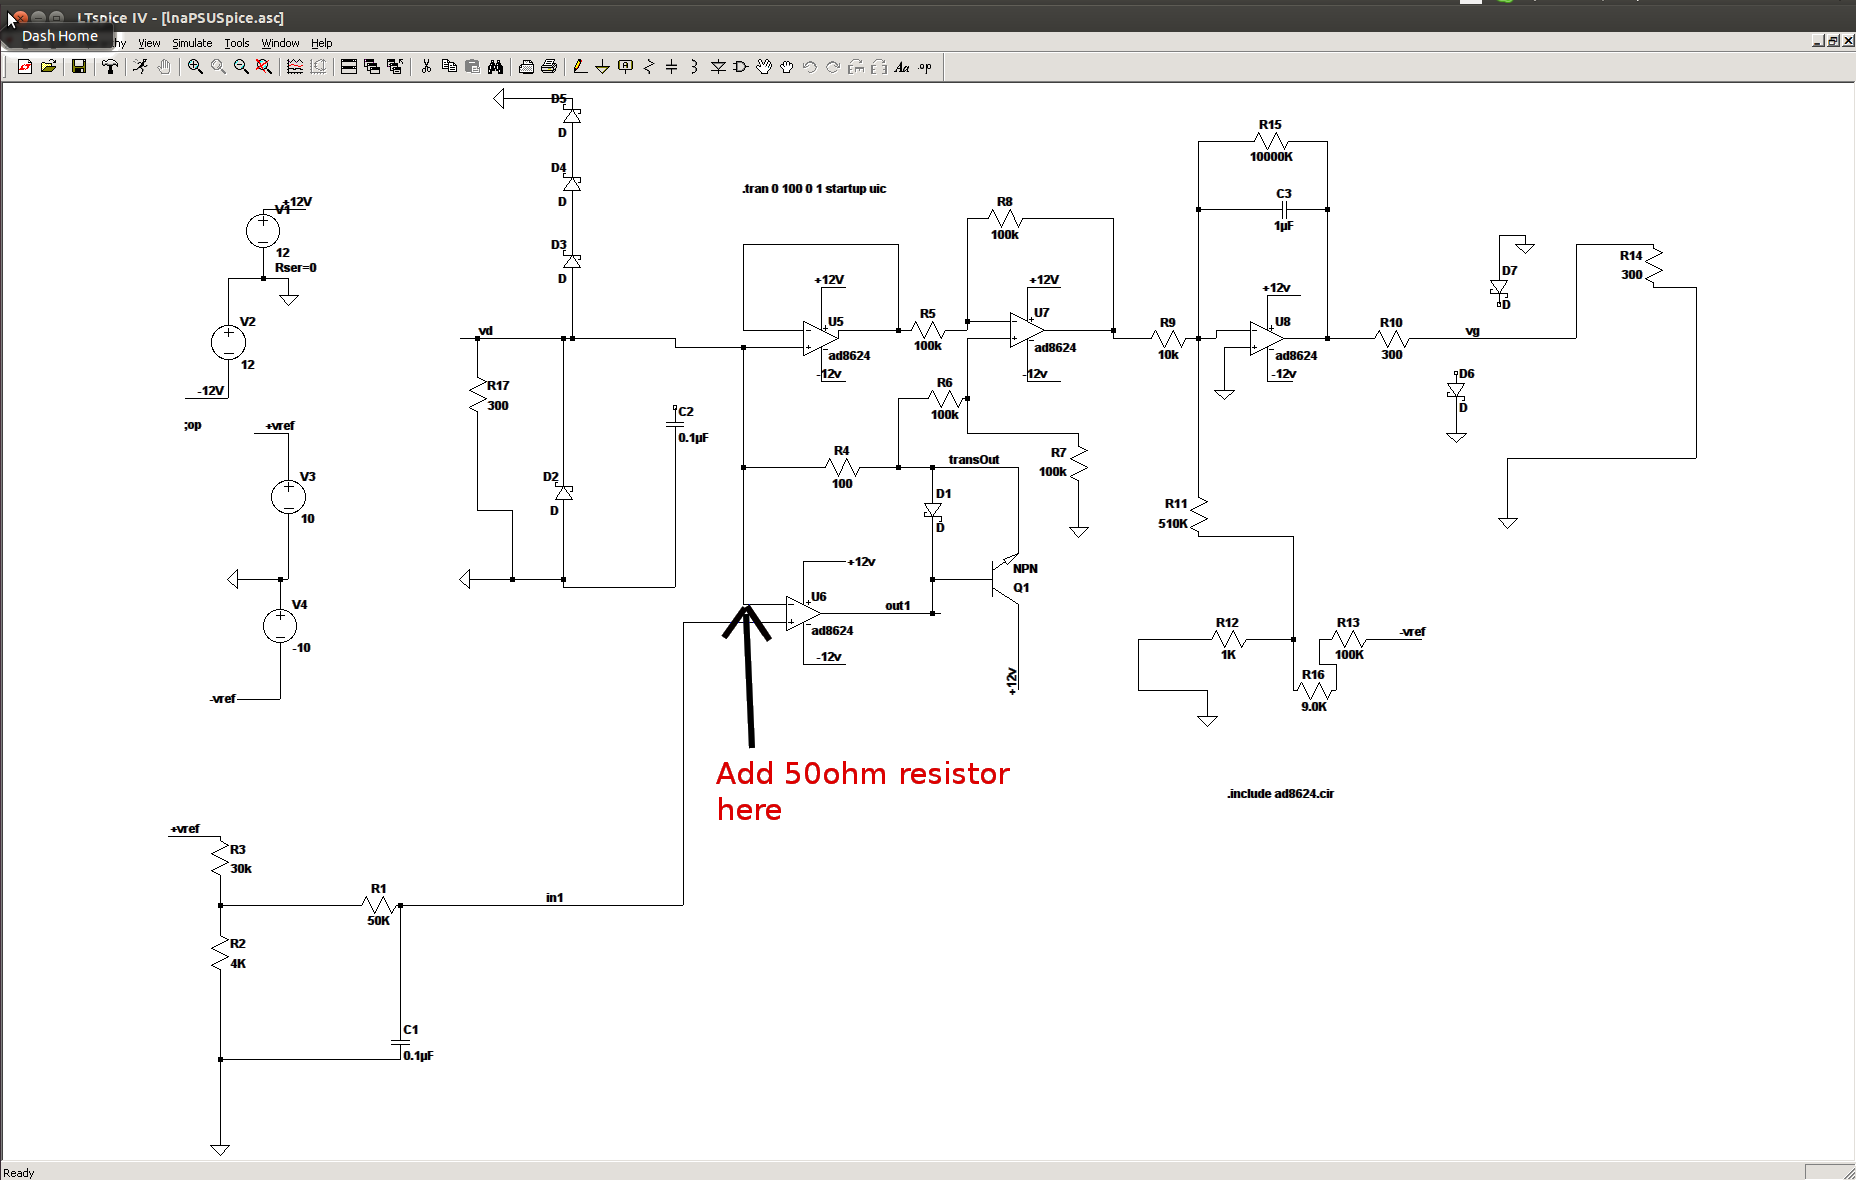 LTspice IV - [lnaPSUSpice.asc]
Dash Home
hy View Simulate Tools Window Help
Aa .op
D5
D
D4
D
D3
D
+12V
V1
12
Rser=0
V2
12
-12V
;op
+vref
V3
10
V4
-10
-vref
vd
R17
300
D2
D
C2
0.1µF
.tran 0 100 0 1 startup uic
+12V
U5
ad8624
-12v
R5
100k
R8
100k
+12V
U7
ad8624
-12v
R6
100k
R7
100k
R4
100
transOut
D1
D
NPN
Q1
+12v
+12v
U6
ad8624
-12v
out1
R9
10k
R15
10000K
C3
1µF
+12v
U8
ad8624
-12v
R10
300
vg
D7
D
D6
D
R14
300
R11
510K
R12
1K
R13
100K
-vref
R16
9.0K
.include ad8624.cir
Add 50ohm resistor
here
+vref
R3
30k
R1
50K
in1
R2
4K
C1
0.1µF
Ready